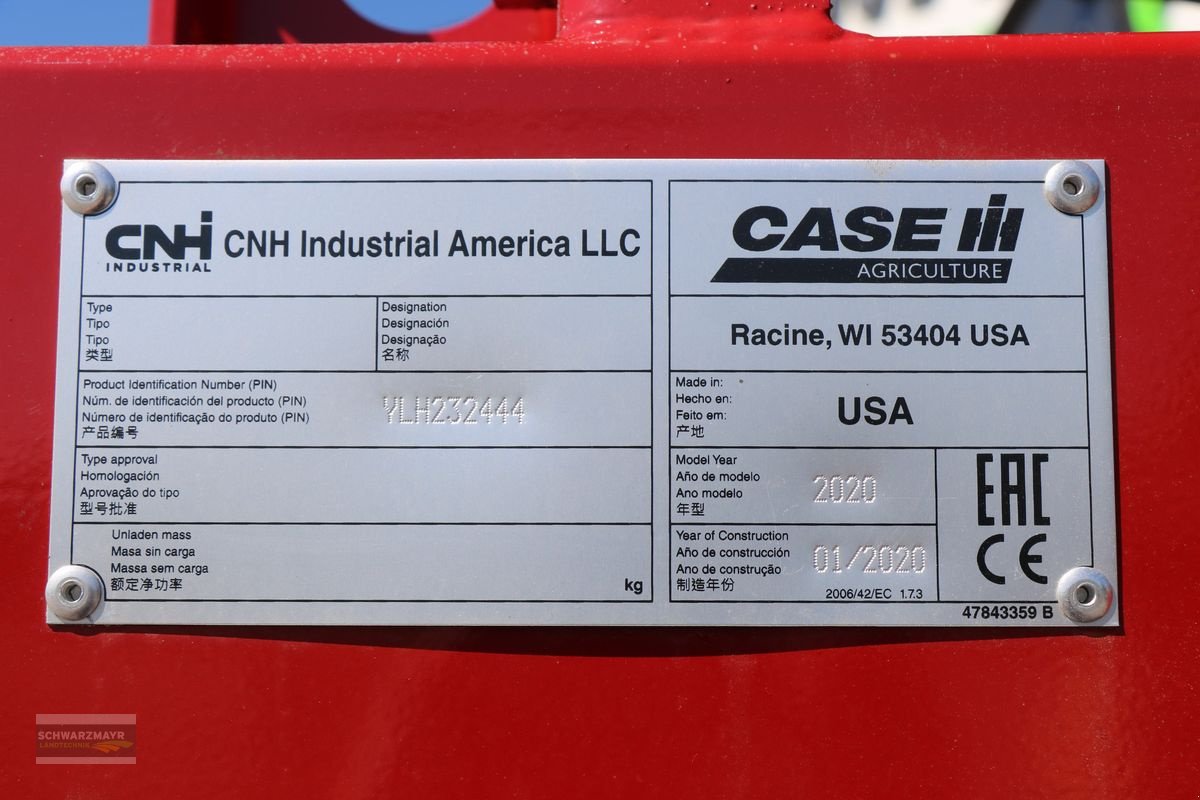 CNH
INDUSTRIAL
CNH Industrial America LLC
Type
Tipo
Tipo
类型
Designation
Designación
Designação
名称
Product Identification Number (PIN)
Núm. de identificación del producto (PIN)
Número de identificação do produto (PIN)
产品编号
YLH232444
Type approval
Homologación
Aprovação do tipo
型号批准
Unladen mass
Masa sin carga
Massa sem carga
额定净功率
kg
CASE IH
AGRICULTURE
Racine, WI 53404 USA
Made in:
Hecho en:
Feito em:
产地
USA
Model Year
Año de modelo
Ano modelo
年型
2020
Year of Construction
Año de construcción
Ano de construção
制造年份
01/2020
2006/42/EC 1.7.3
EAC
CE
47843359 B
SCHWARZMAYR
LANDTECHNIK